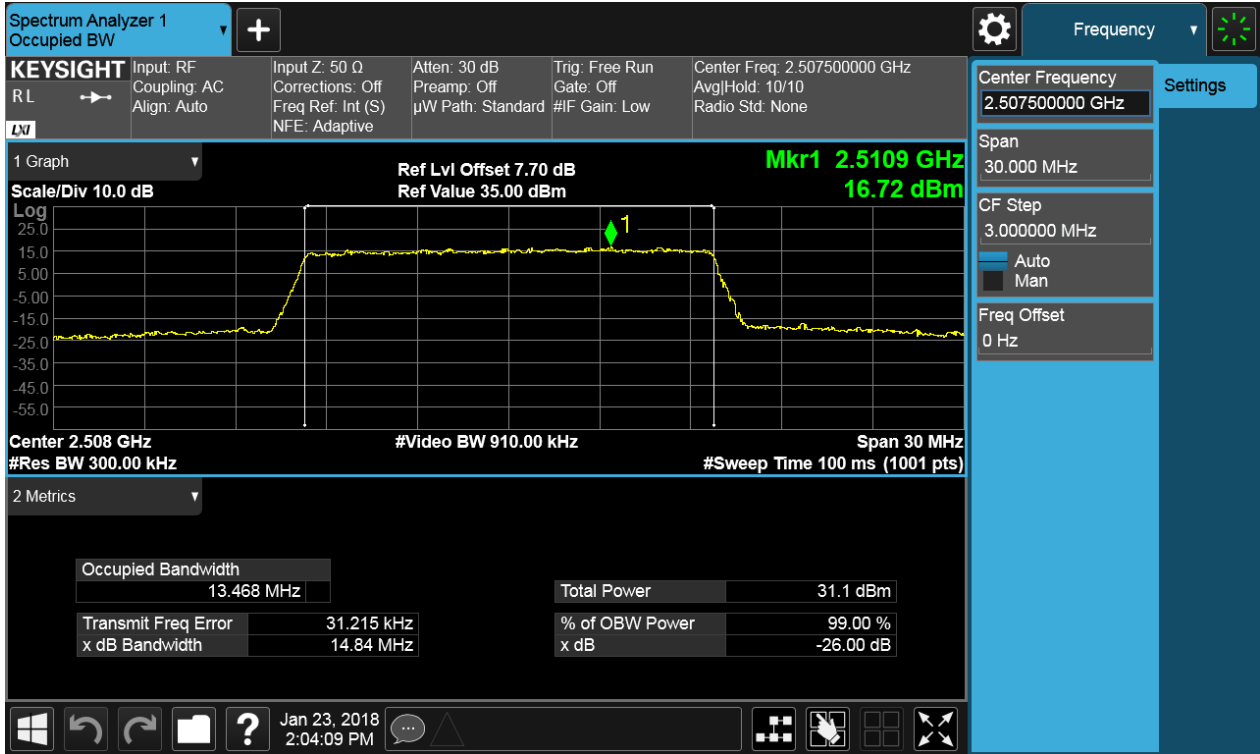 Spectrum Analyzer 1
Occupied BW
Frequency
KEYSIGHT
R L
LXI
Input: RF
Coupling: AC
Align: Auto
Input Z: 50 Ω
Corrections: Off
Freq Ref: Int (S)
NFE: Adaptive
Atten: 30 dB
Preamp: Off
µW Path: Standard
#IF Gain: Low
Trig: Free Run
Gate: Off
Center Freq: 2.507500000 GHz
Avg|Hold: 10/10
Radio Std: None
1 Graph
Scale/Div 10.0 dB
Ref Lvl Offset 7.70 dB
Ref Value 35.00 dBm
Mkr1 2.5109 GHz
16.72 dBm
Log
25.0
15.0
5.00
-5.00
-15.0
-25.0
-35.0
-45.0
-55.0
1
Center 2.508 GHz
#Res BW 300.00 kHz
#Video BW 910.00 kHz
Span 30 MHz
#Sweep Time 100 ms (1001 pts)
2 Metrics
Occupied Bandwidth
13.468 MHz
Transmit Freq Error 31.215 kHz
x dB Bandwidth 14.84 MHz
Total Power 31.1 dBm
% of OBW Power 99.00 %
x dB -26.00 dB
Jan 23, 2018
2:04:09 PM
Center Frequency
2.507500000 GHz
Span
30.000 MHz
CF Step
3.000000 MHz
Auto
Man
Freq Offset
0 Hz
Settings